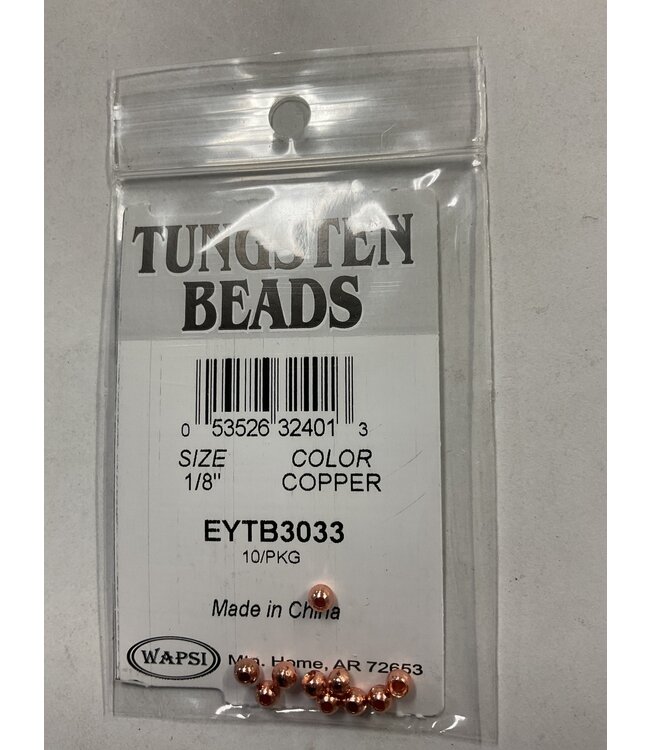 TUNGSTEN
BEADS
0 53526 32401 3
SIZE COLOR
1/8" COPPER
EYTB3033
10/PKG
Made in China
WAPSI Mtn. Home, AR 72653